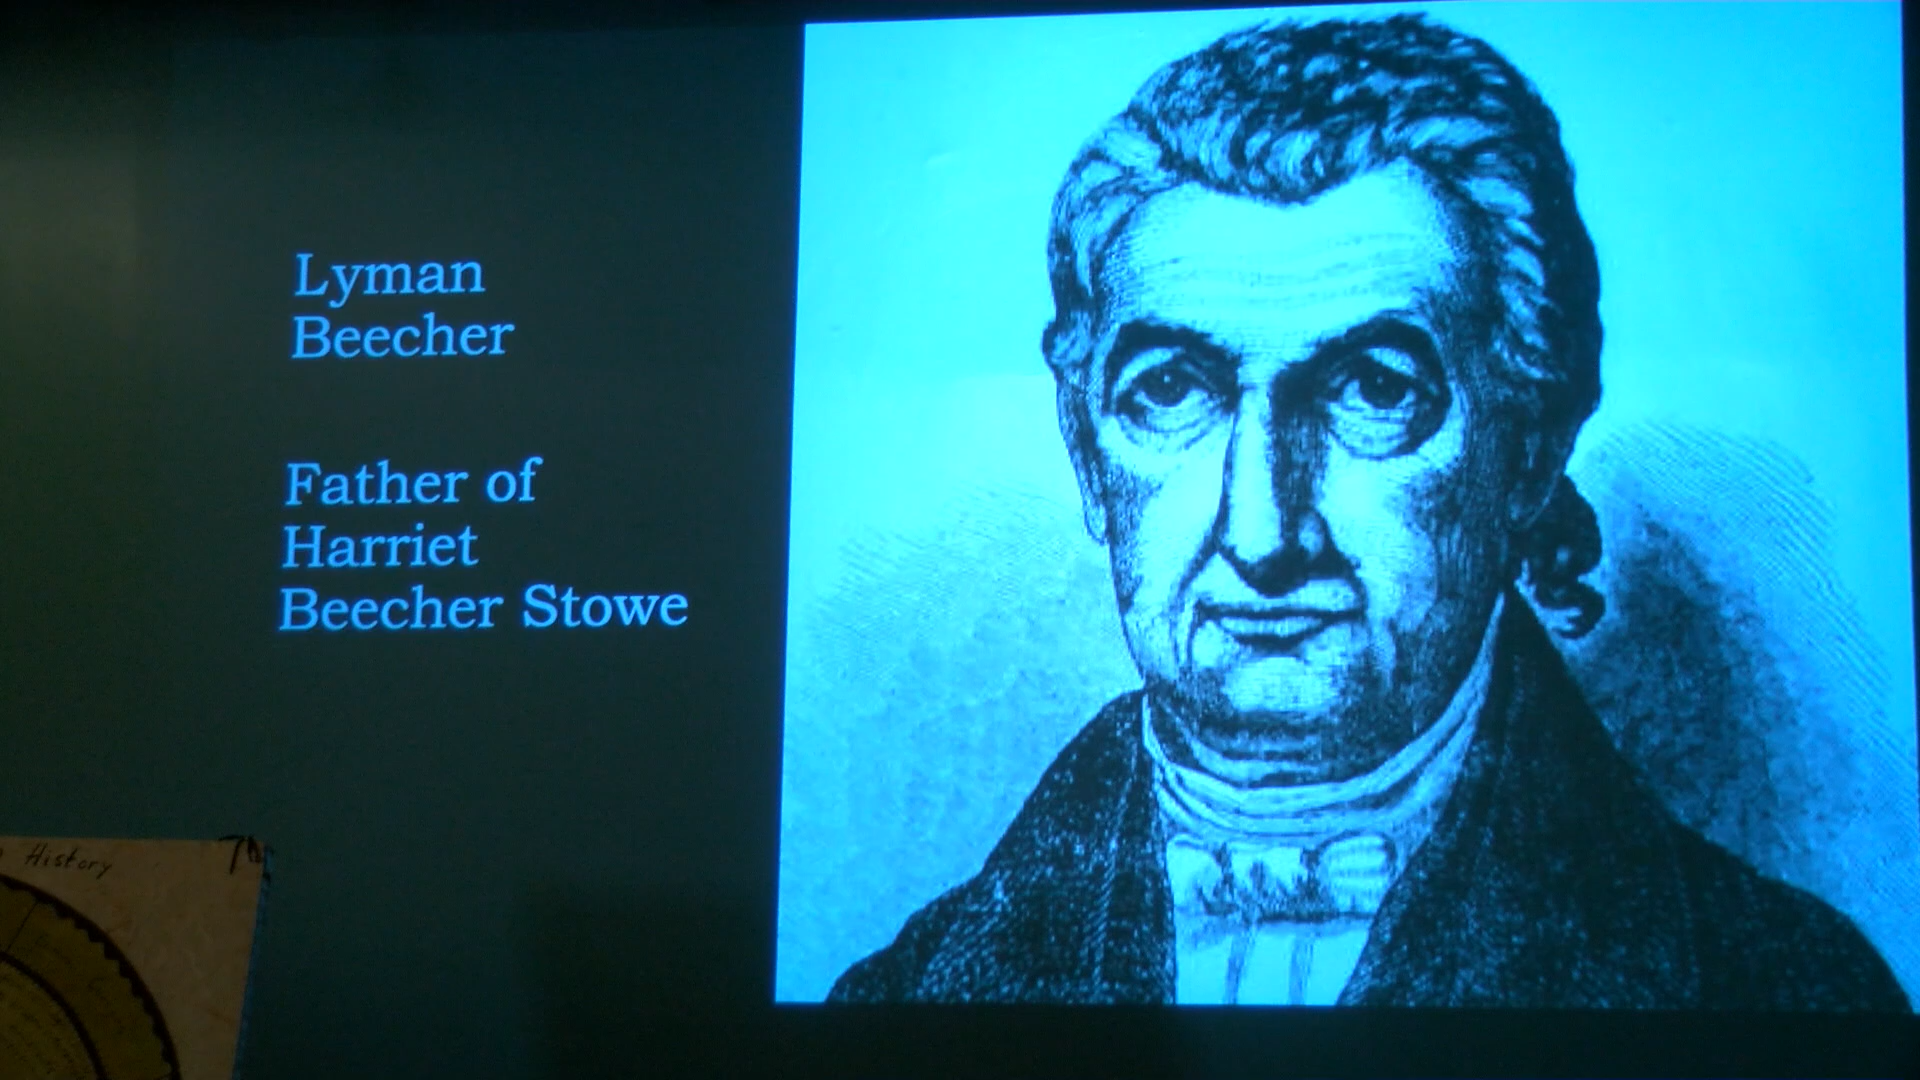 Lyman
Beecher
Father of
Harriet
Beecher Stowe
History